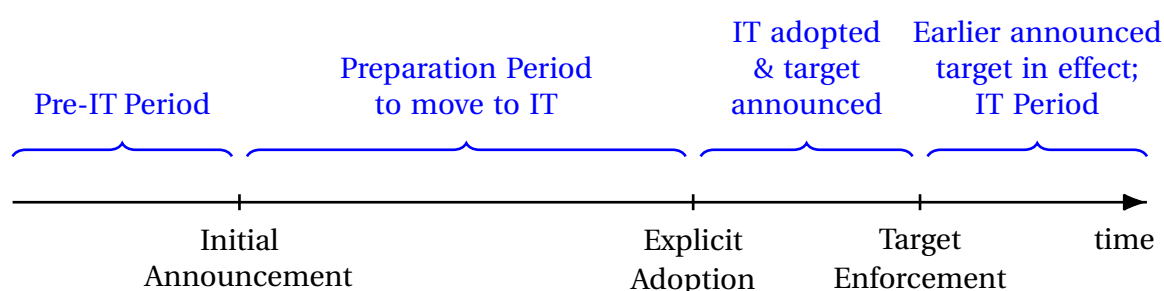 IT adopted
Earlier announced
Preparation Period
& target
target in effect;
Pre-IT Period
to move to IT
announced
IT Period
Initial
Announcement
Explicit
Adoption
Target
Enforcement
time